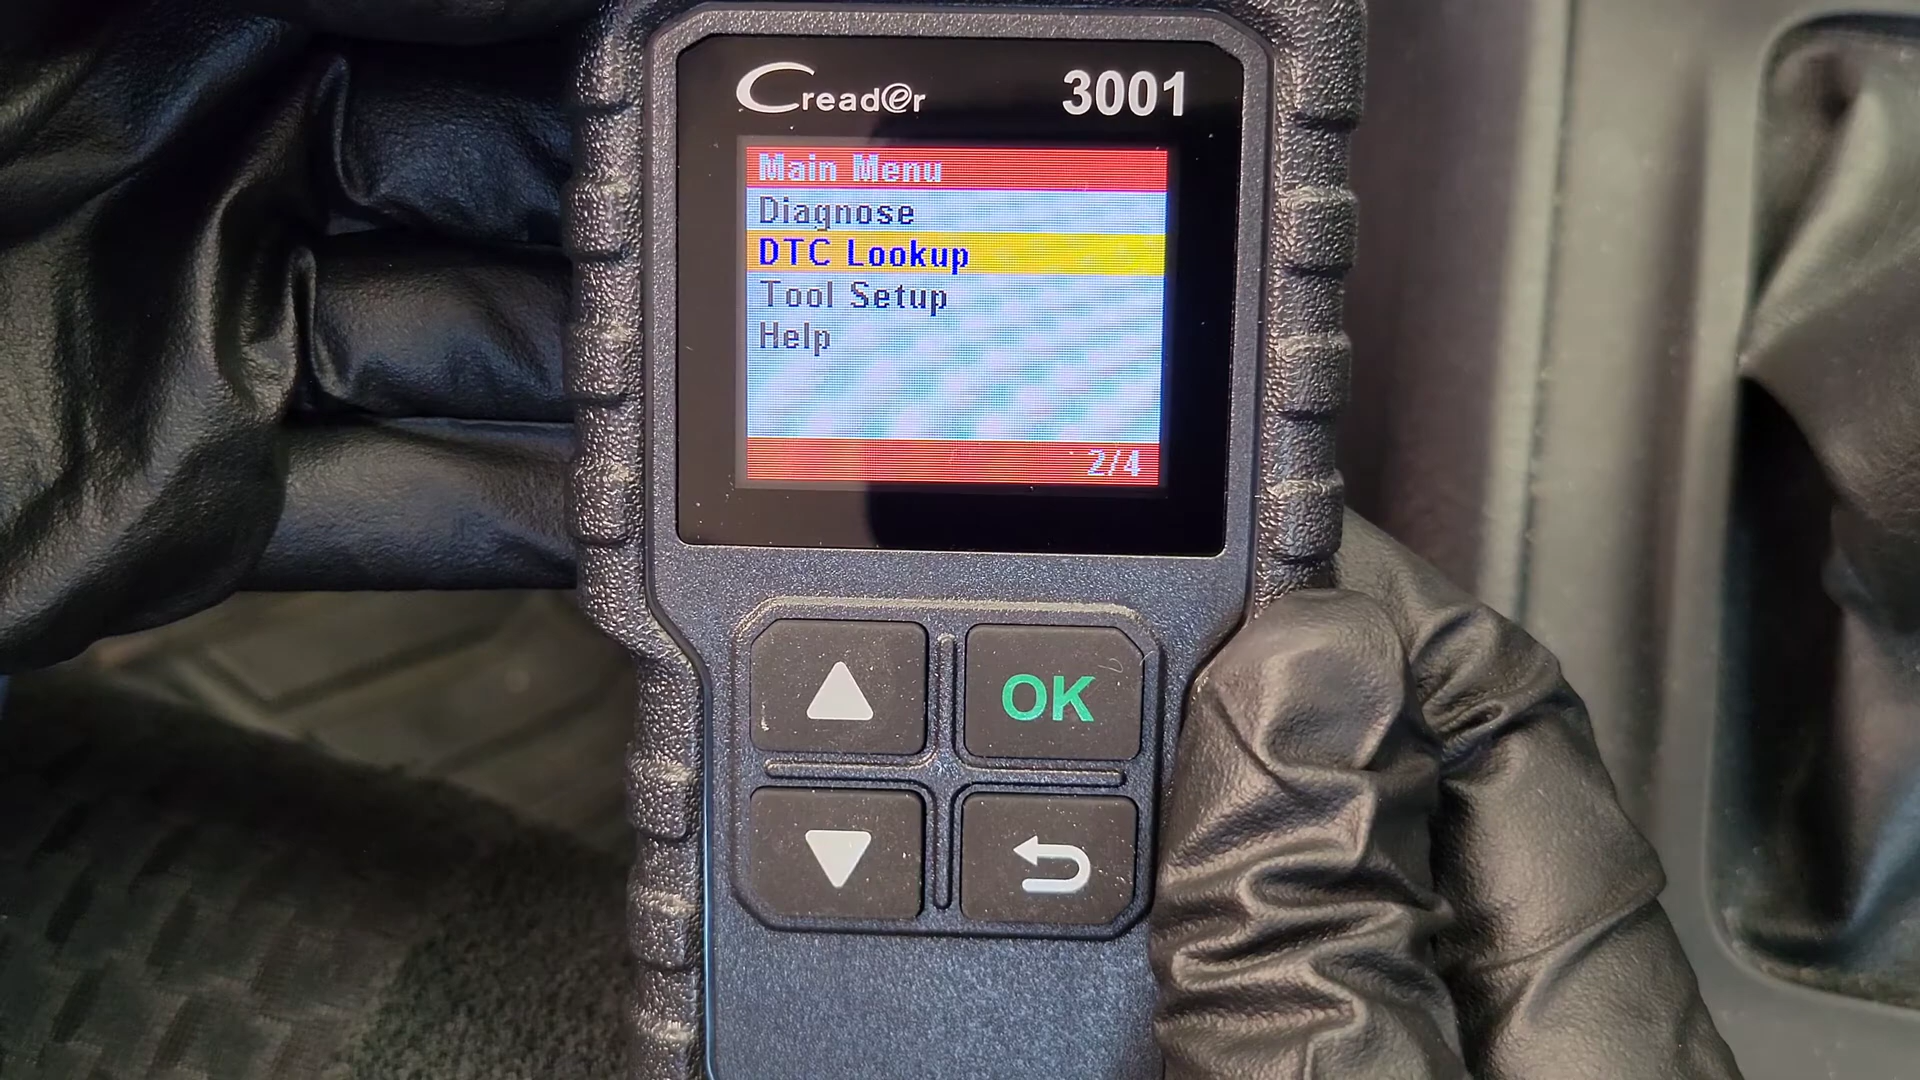 Creader 3001
Main Menu
Diagnose
DTC Lookup
Tool Setup
Help
2/4
OK